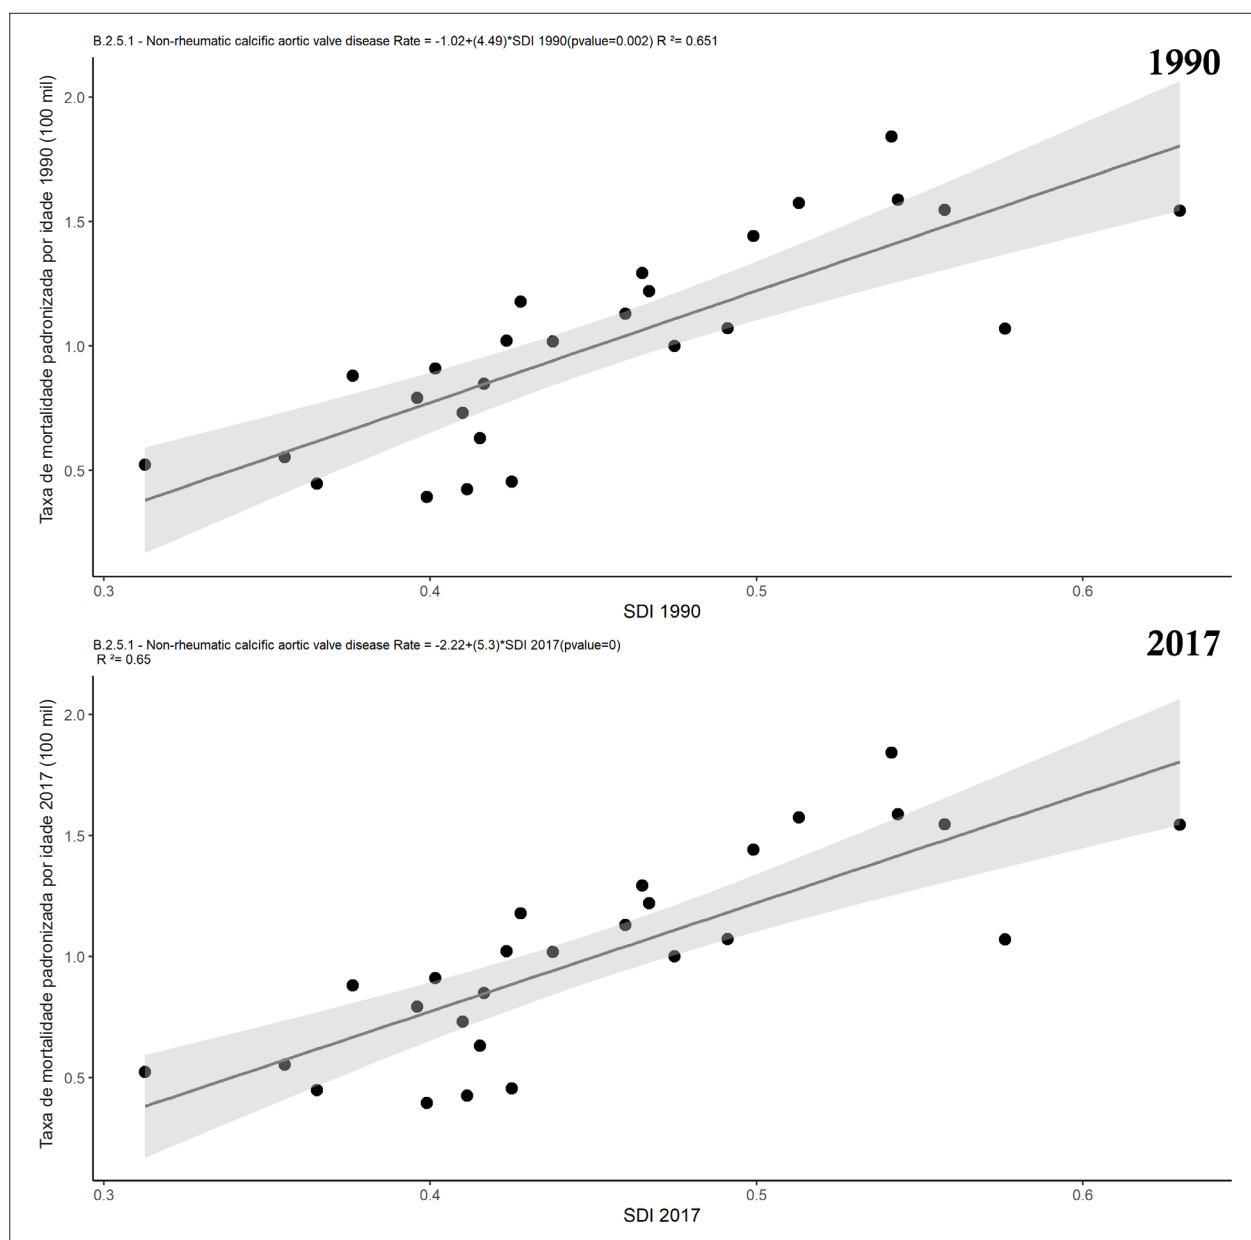 B.2.5.1 - Non-rheumatic calcific aortic valve disease Rate = -1.02+(4.49)*SDI 1990(pvalue=0.002) R ²= 0.651
1990
Taxa de mortalidade padronizada por idade 1990 (100 mil)
2.0
1.5
1.0
0.5
0.3 0.4 0.5 0.6
SDI 1990
B.2.5.1 - Non-rheumatic calcific aortic valve disease Rate = -2.22+(5.3)*SDI 2017(pvalue=0)
R ²= 0.65
2017
Taxa de mortalidade padronizada por idade 2017 (100 mil)
2.0
1.5
1.0
0.5
0.3 0.4 0.5 0.6
SDI 2017